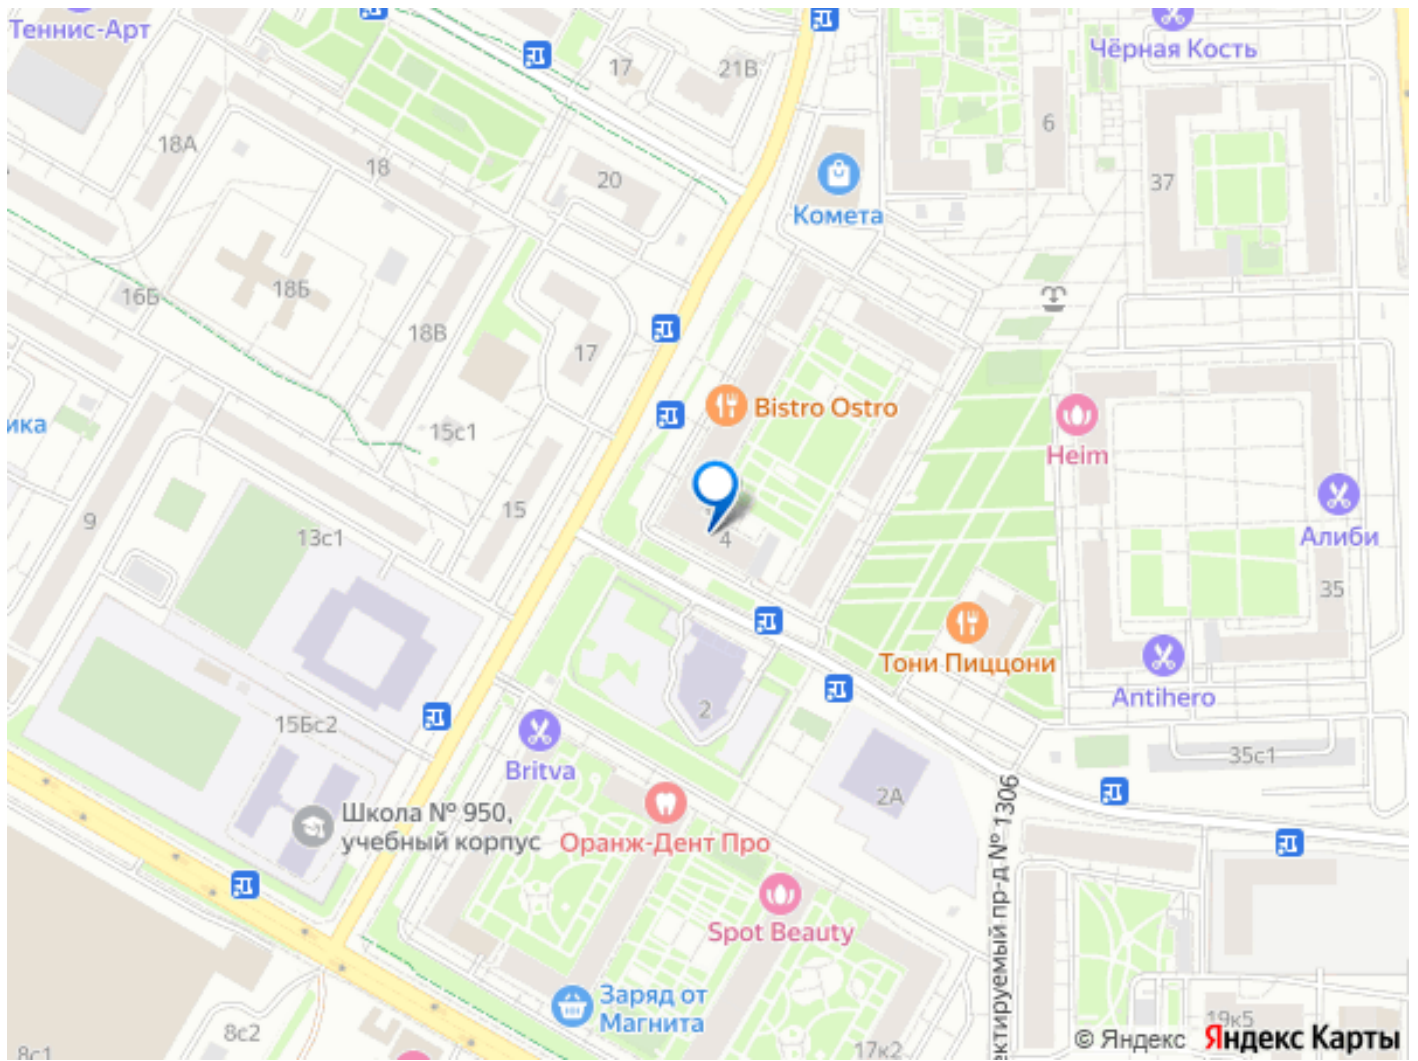 Теннис-Арт
17
21В
Чёрная Кость
6
18А
18
20
37
Комета
18Б
16Б
18В
17
ика
15с1
Bistro Ostro
Heim
9
13с1
15
4
Алиби
35
Тони Пиццони
2
Antihero
15Бс2
Britva
35с1
2А
Школа № 950,
учебный корпус
Оранж-Дент Про
ектируемый пр-д № 1306
Spot Beauty
Заряд от
Магнита
8с2
8с1
17к2
19к5
© Яндекс Яндекс Карты